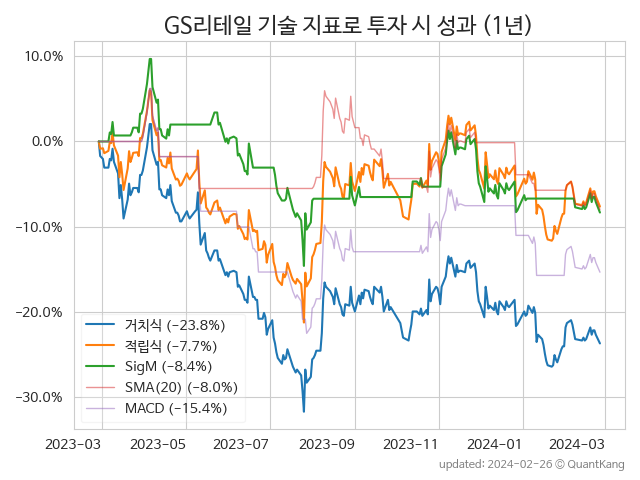 GS리테일 기술 지표로 투자 시 성과 (1년)
10.0%
0.0%
−10.0%
−20.0%
−30.0%
거치식 (−23.8%)
적립식 (−7.7%)
SigM (−8.4%)
SMA(20) (−8.0%)
MACD (−15.4%)
2023−03 2023−05 2023−07 2023−09 2023−11 2024−01 2024−03
updated: 2024−02−26 © QuantKang